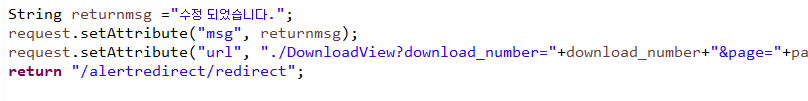 String returnmsg ="수정 되었습니다.";
request.setAttribute("msg", returnmsg);
request.setAttribute("url", "./DownloadView?download_number="+download_number+"&page="+pa
return "/alertredirect/redirect";